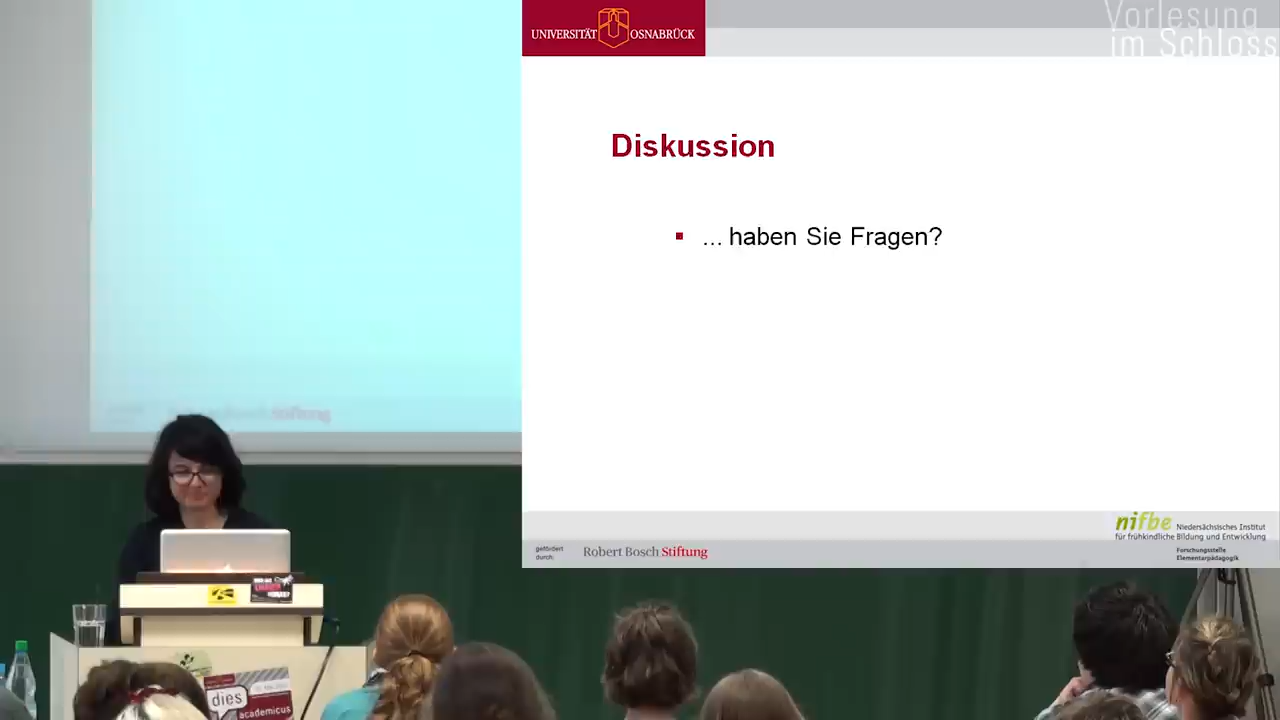 UNIVERSITÄT OSNABRÜCK
Vorlesung
im Schloss
Diskussion
... haben Sie Fragen?
Stiftung
nifbe Niedersächsisches Institut
für frühkindliche Bildung und Entwicklung
gefördert
durch:
Robert Bosch Stiftung
Forschungsstelle
Elementarpädagogik
dies
academicus